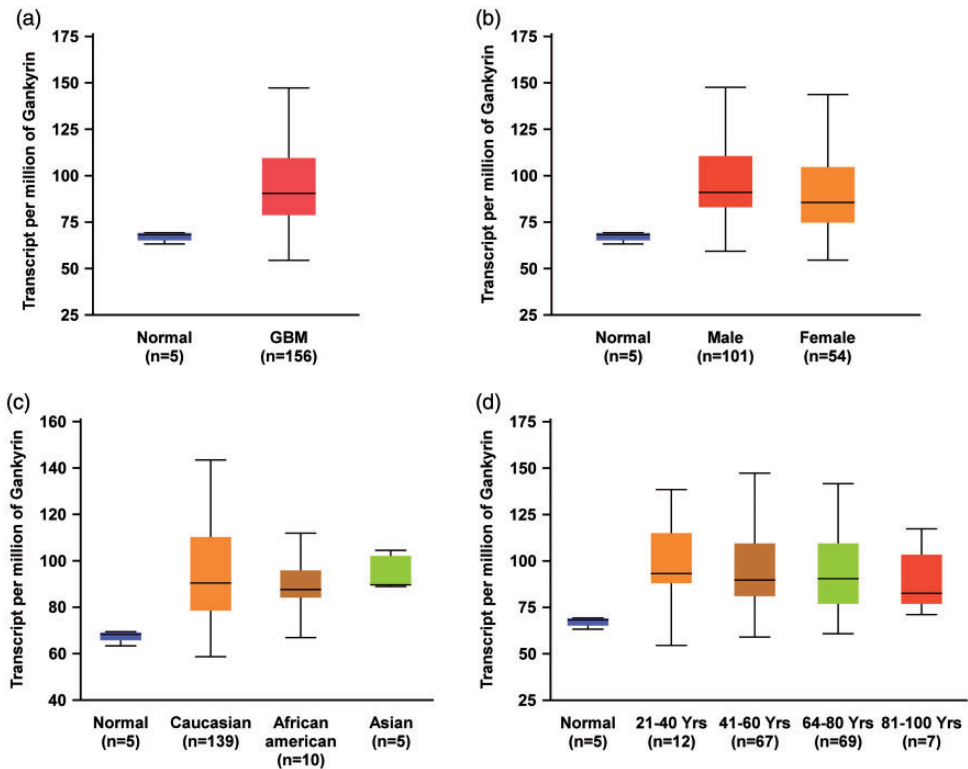 (a)
Transcript per million of Gankyrin
175
150
125
100
75
50
25
Normal
(n=5)
GBM
(n=156)
(b)
Transcript per million of Gankyrin
175
150
125
100
75
50
25
Normal
(n=5)
Male
(n=101)
Female
(n=54)
(c)
Transcript per million of Gankyrin
160
140
120
100
80
60
40
Normal
(n=5)
Caucasian
(n=139)
African
american
(n=10)
Asian
(n=5)
(d)
Transcript per million of Gankyrin
175
150
125
100
75
50
25
Normal
(n=5)
21-40 Yrs
(n=12)
41-60 Yrs
(n=67)
64-80 Yrs
(n=69)
81-100 Yrs
(n=7)